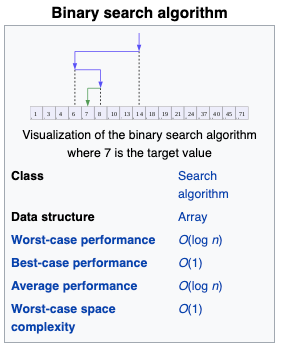 Binary search algorithm
1 3 4 6 7 8 10 14 18 19 21 24 37 40 45 71
Visualization of the binary search algorithm
where 7 is the target value
Class Search
algorithm
Data structure Array
Worst-case performance O(log n)
Best-case performance O(1)
Average performance O(log n)
Worst-case space O(1)
complexity